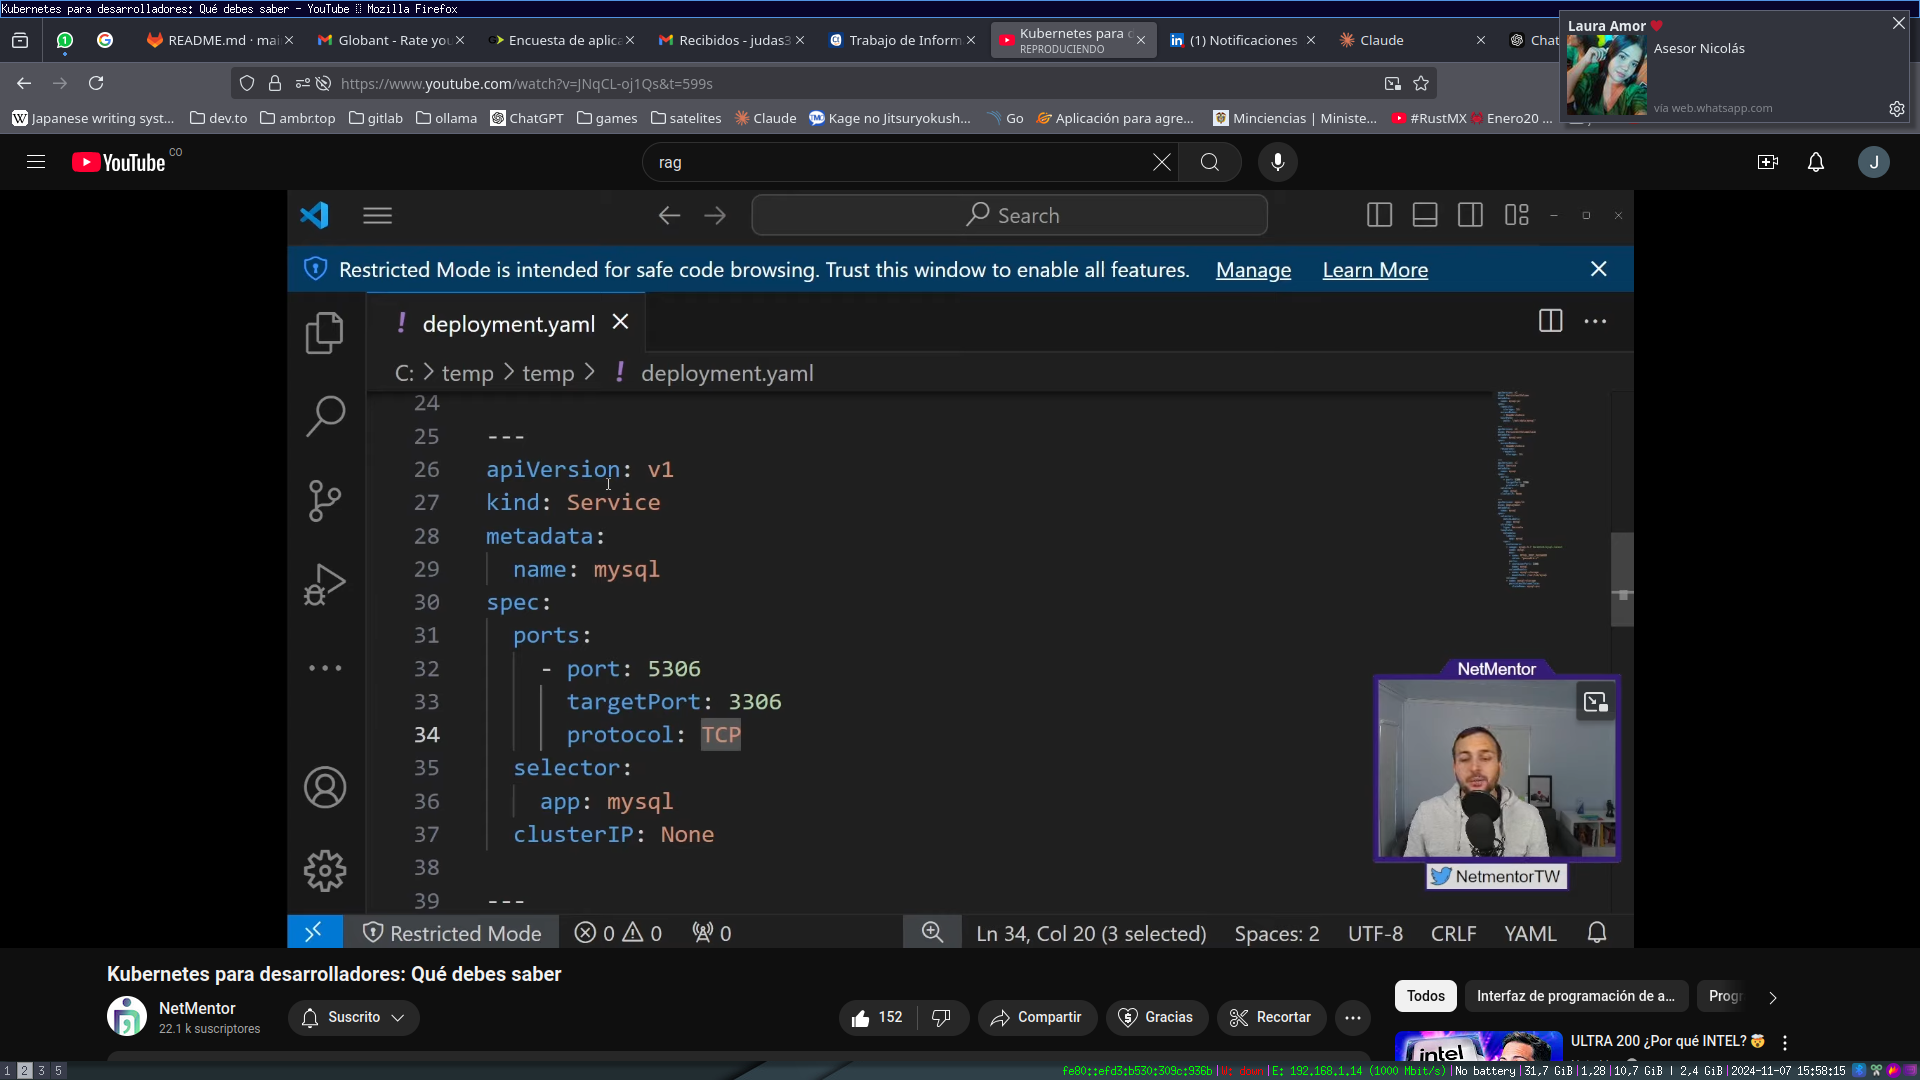 Kubernetes para desarrolladores: Qué debes saber - YouTube Mozilla Firefox
README.md · mai
Globant - Rate you
Encuesta de aplica
Recibidos - judas3
Trabajo de Inform
Kubernetes para d
REPRODUCIENDO
(1) Notificaciones
Claude
Chat
Laura Amor
Asesor Nicolás
vía web.whatsapp.com
https://www.youtube.com/watch?v=JNqCL-oj1Qs&t=599s
Japanese writing syst...
dev.to
ambr.top
gitlab
ollama
ChatGPT
games
satelites
Claude
Kage no Jitsuryokush...
Go
Aplicación para agre...
Minciencias | Ministe...
#RustMX
Enero20 ...
YouTube CO
rag
J
Search
Restricted Mode is intended for safe code browsing. Trust this window to enable all features. Manage Learn More
! deployment.yaml
C: > temp > temp > ! deployment.yaml
24
25 ---
26 apiVersion: v1
27 kind: Service
28 metadata:
29 name: mysql
30 spec:
31 ports:
32 - port: 5306
33 targetPort: 3306
34 protocol: TCP
35 selector:
36 app: mysql
37 clusterIP: None
38
39 ---
NetMentor
NetmentorTW
Restricted Mode 0 0 0 Ln 34, Col 20 (3 selected) Spaces: 2 UTF-8 CRLF YAML
Kubernetes para desarrolladores: Qué debes saber
NetMentor
22.1 k suscriptores
Suscrito
152
Compartir
Gracias
Recortar
Todos
Interfaz de programación de a...
Progr
intel
ULTRA 200 ¿Por qué INTEL?
1 2 3 5
fe80::efd3:b530:309c:936b|W: down|E: 192.168.1.14 (1000 Mbit/s)|No battery|31,7 GiB|1,28|10,7 GiB | 2,4 GiB|2024-11-07 15:58:15